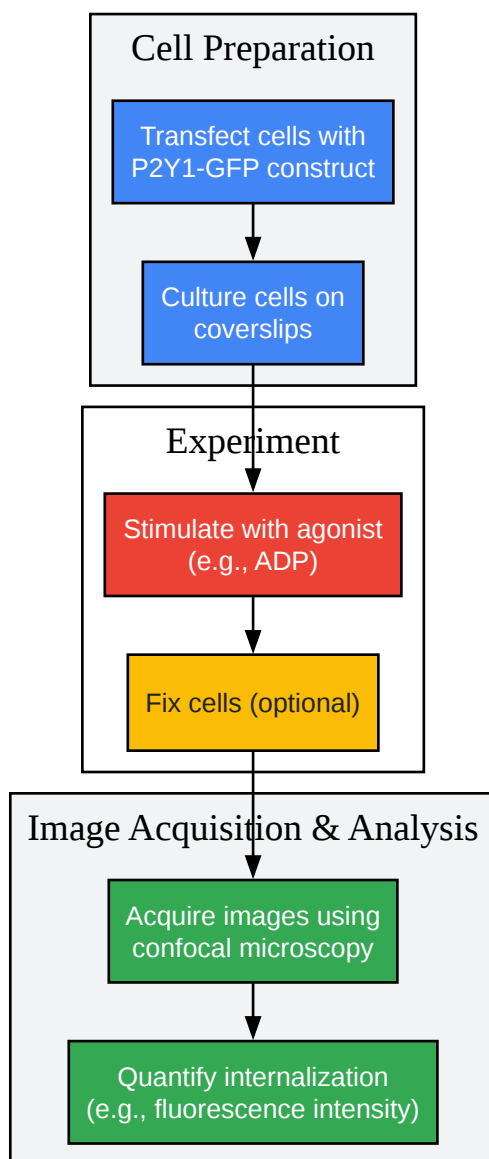 Cell Preparation
Transfect cells with
P2Y1-GFP construct
Culture cells on
coverslips
Experiment
Stimulate with agonist
(e.g., ADP)
Fix cells (optional)
Image Acquisition & Analysis
Acquire images using
confocal microscopy
Quantify internalization
(e.g., fluorescence intensity)